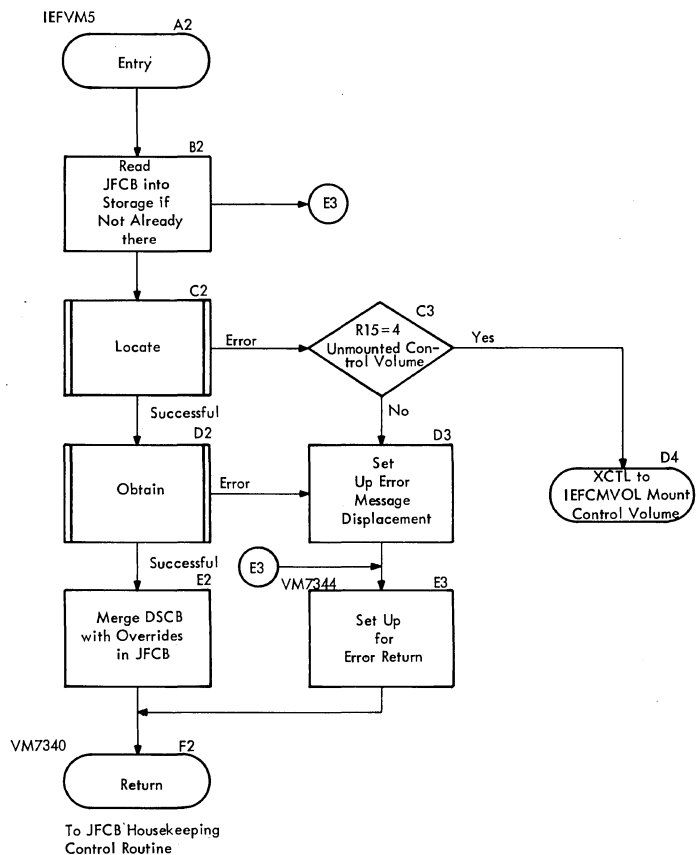 IEFVM5
A2
Entry
B2
Read
JFCB into
Storage if
Not Already
there
E3
C2
Locate
Error
C3
R15=4
Unmounted Con-
trol Volume
Yes
Successful
No
D2
Obtain
Error
D3
Set
Up Error
Message
Displacement
D4
XCTL to
IEFCMVOL Mount
Control Volume
Successful
E3
E2
Merge DSCB
with Overrides
in JFCB
VM7344
E3
Set Up
for
Error Return
VM7340
F2
Return
To JFCB Housekeeping
Control Routine